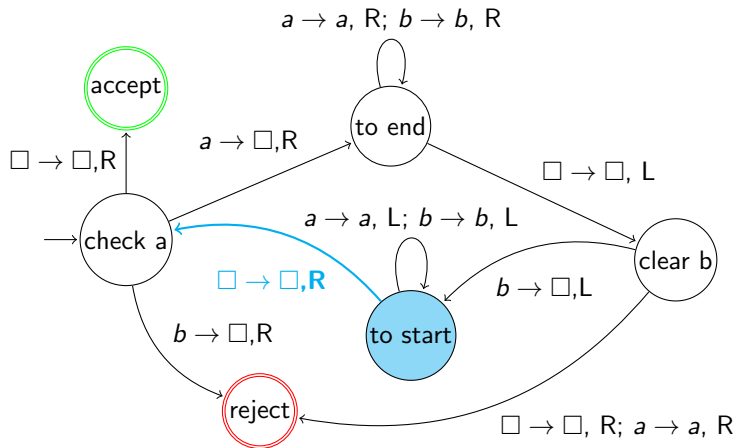 a → a, R; b → b, R
accept
to end
a → □,R
□ → □,R
□ → □, L
a → a, L; b → b, L
check a
clear b
□ → □,R
b → □,L
to start
b → □,R
reject
□ → □, R; a → a, R